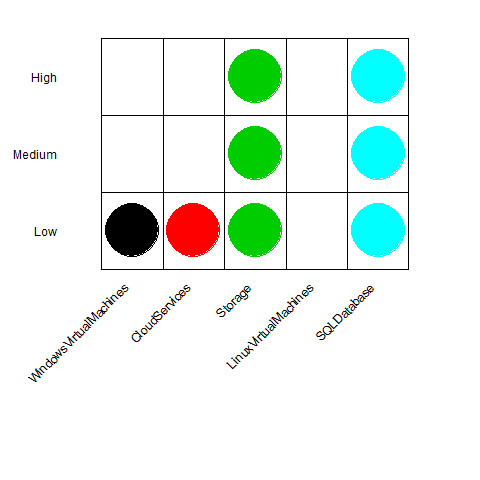 High
Medium
Low
WindowsVirtualMachines
CloudServices
Storage
LinuxVirtualMachines
SQLDatabase